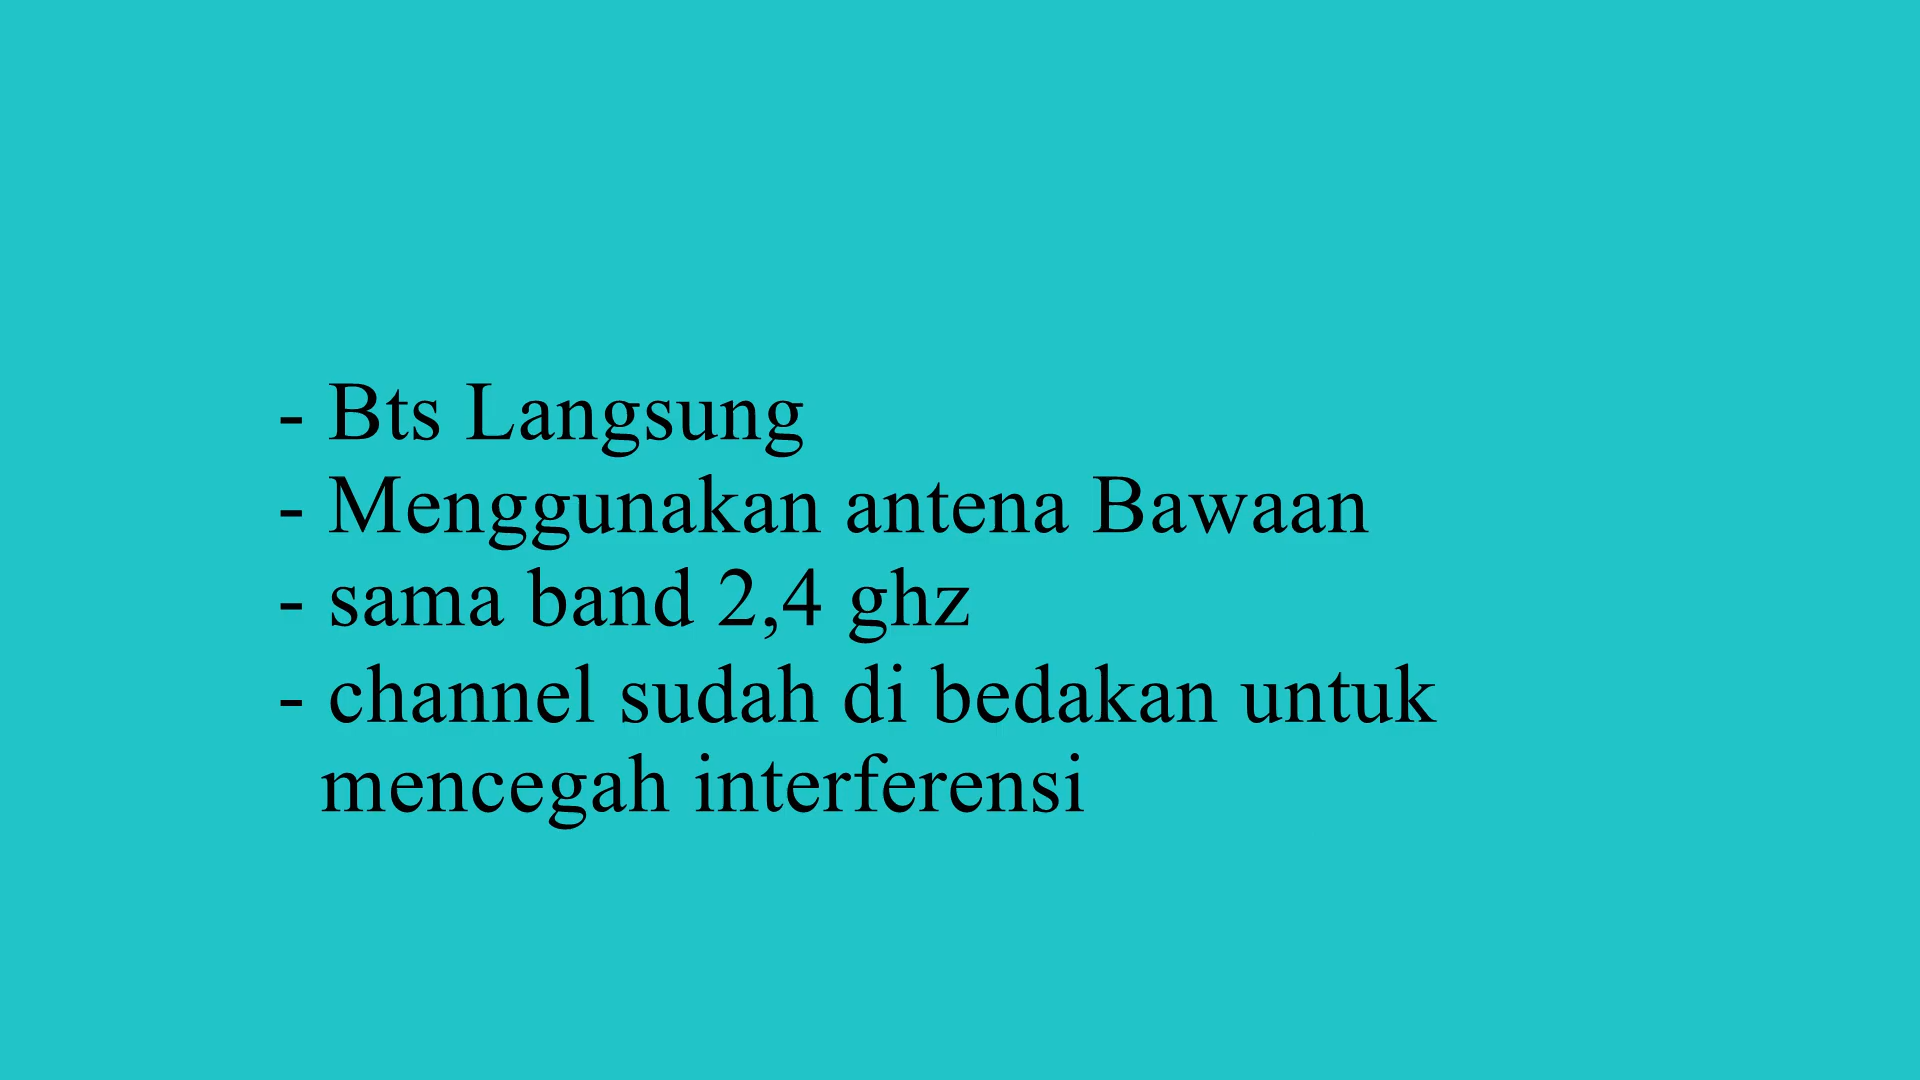 - Bts Langsung
- Menggunakan antena Bawaan
- sama band 2,4 ghz
- channel sudah di bedakan untuk
mencegah interferensi